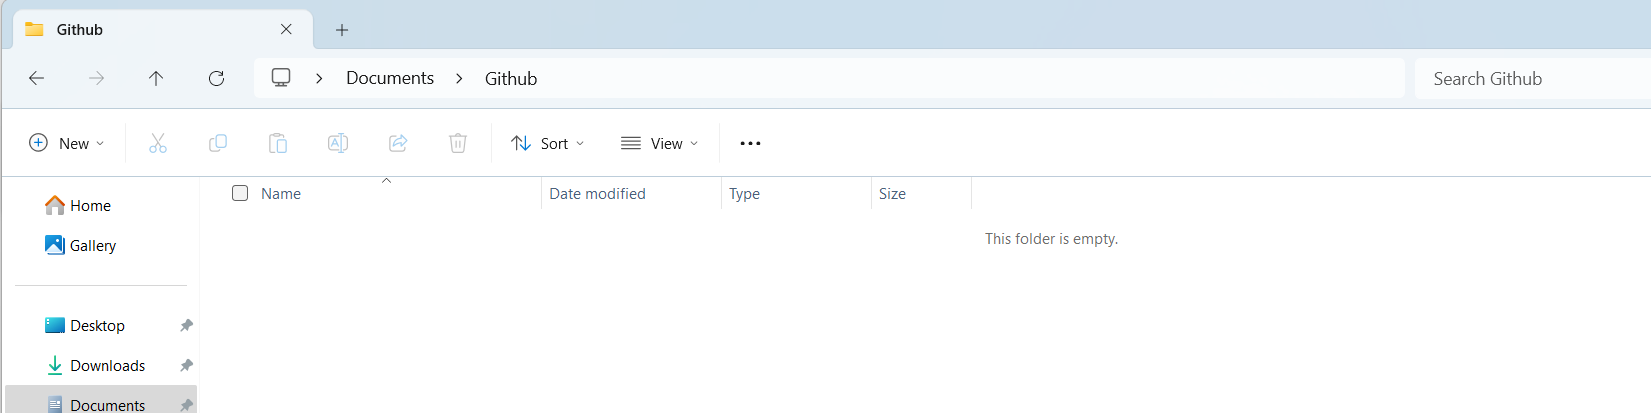 Github
Documents > Github
Search Github
New
Sort
View
Name Date modified Type Size
Home
This folder is empty.
Gallery
Desktop
Downloads
Documents